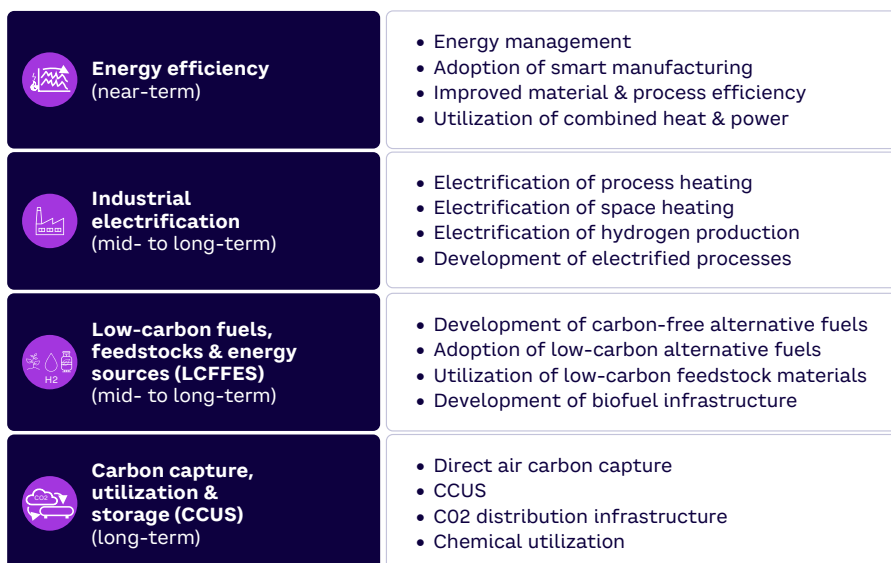 Energy efficiency
(near-term)
• Energy management
• Adoption of smart manufacturing
• Improved material & process efficiency
• Utilization of combined heat & power
Industrial
electrification
(mid- to long-term)
• Electrification of process heating
• Electrification of space heating
• Electrification of hydrogen production
• Development of electrified processes
H2
Low-carbon fuels,
feedstocks & energy
sources (LCFFES)
(mid- to long-term)
• Development of carbon-free alternative fuels
• Adoption of low-carbon alternative fuels
• Utilization of low-carbon feedstock materials
• Development of biofuel infrastructure
CO2
Carbon capture,
utilization &
storage (CCUS)
(long-term)
• Direct air carbon capture
• CCUS
• C02 distribution infrastructure
• Chemical utilization